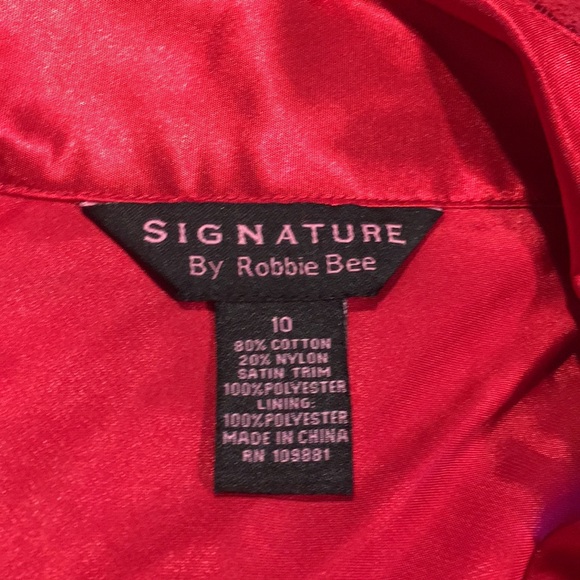 SIGNATURE
By Robbie Bee
10
80% COTTON
20% NYLON
SATIN TRIM
100%POLYESTER
LINING:
100%POLYESTER
MADE IN CHINA
RN 109881